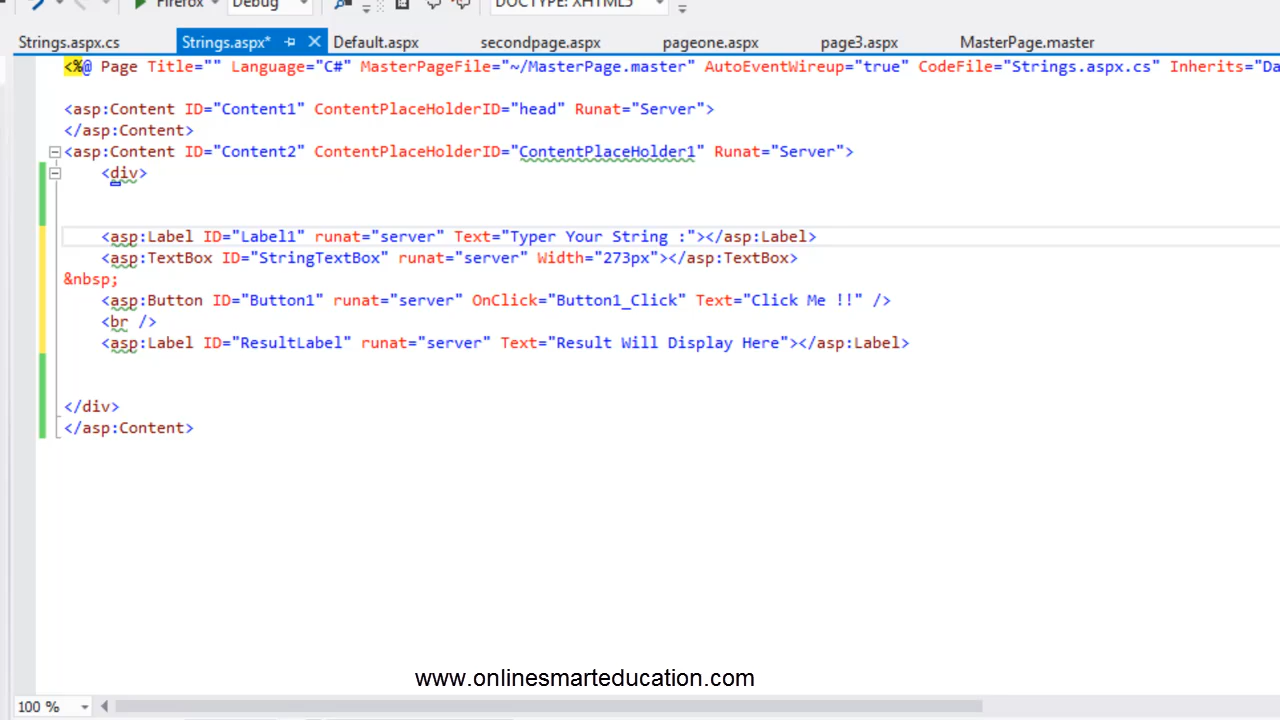 Firefox Debug DOCTYPE: XHTML5
Strings.aspx.cs Strings.aspx* Default.aspx secondpage.aspx pageone.aspx page3.aspx MasterPage.master
<%@ Page Title="" Language="C#" MasterPageFile="~/MasterPage.master" AutoEventWireup="true" CodeFile="Strings.aspx.cs" Inherits="Da
<asp:Content ID="Content1" ContentPlaceHolderID="head" Runat="Server">
</asp:Content>
<asp:Content ID="Content2" ContentPlaceHolderID="ContentPlaceHolder1" Runat="Server">
<div>
<asp:Label ID="Label1" runat="server" Text="Typer Your String :"></asp:Label>
<asp:TextBox ID="StringTextBox" runat="server" Width="273px"></asp:TextBox>
&nbsp;
<asp:Button ID="Button1" runat="server" OnClick="Button1_Click" Text="Click Me !!" />
<br />
<asp:Label ID="ResultLabel" runat="server" Text="Result Will Display Here"></asp:Label>
</div>
</asp:Content>
www.onlinesmarteducation.com
100 %